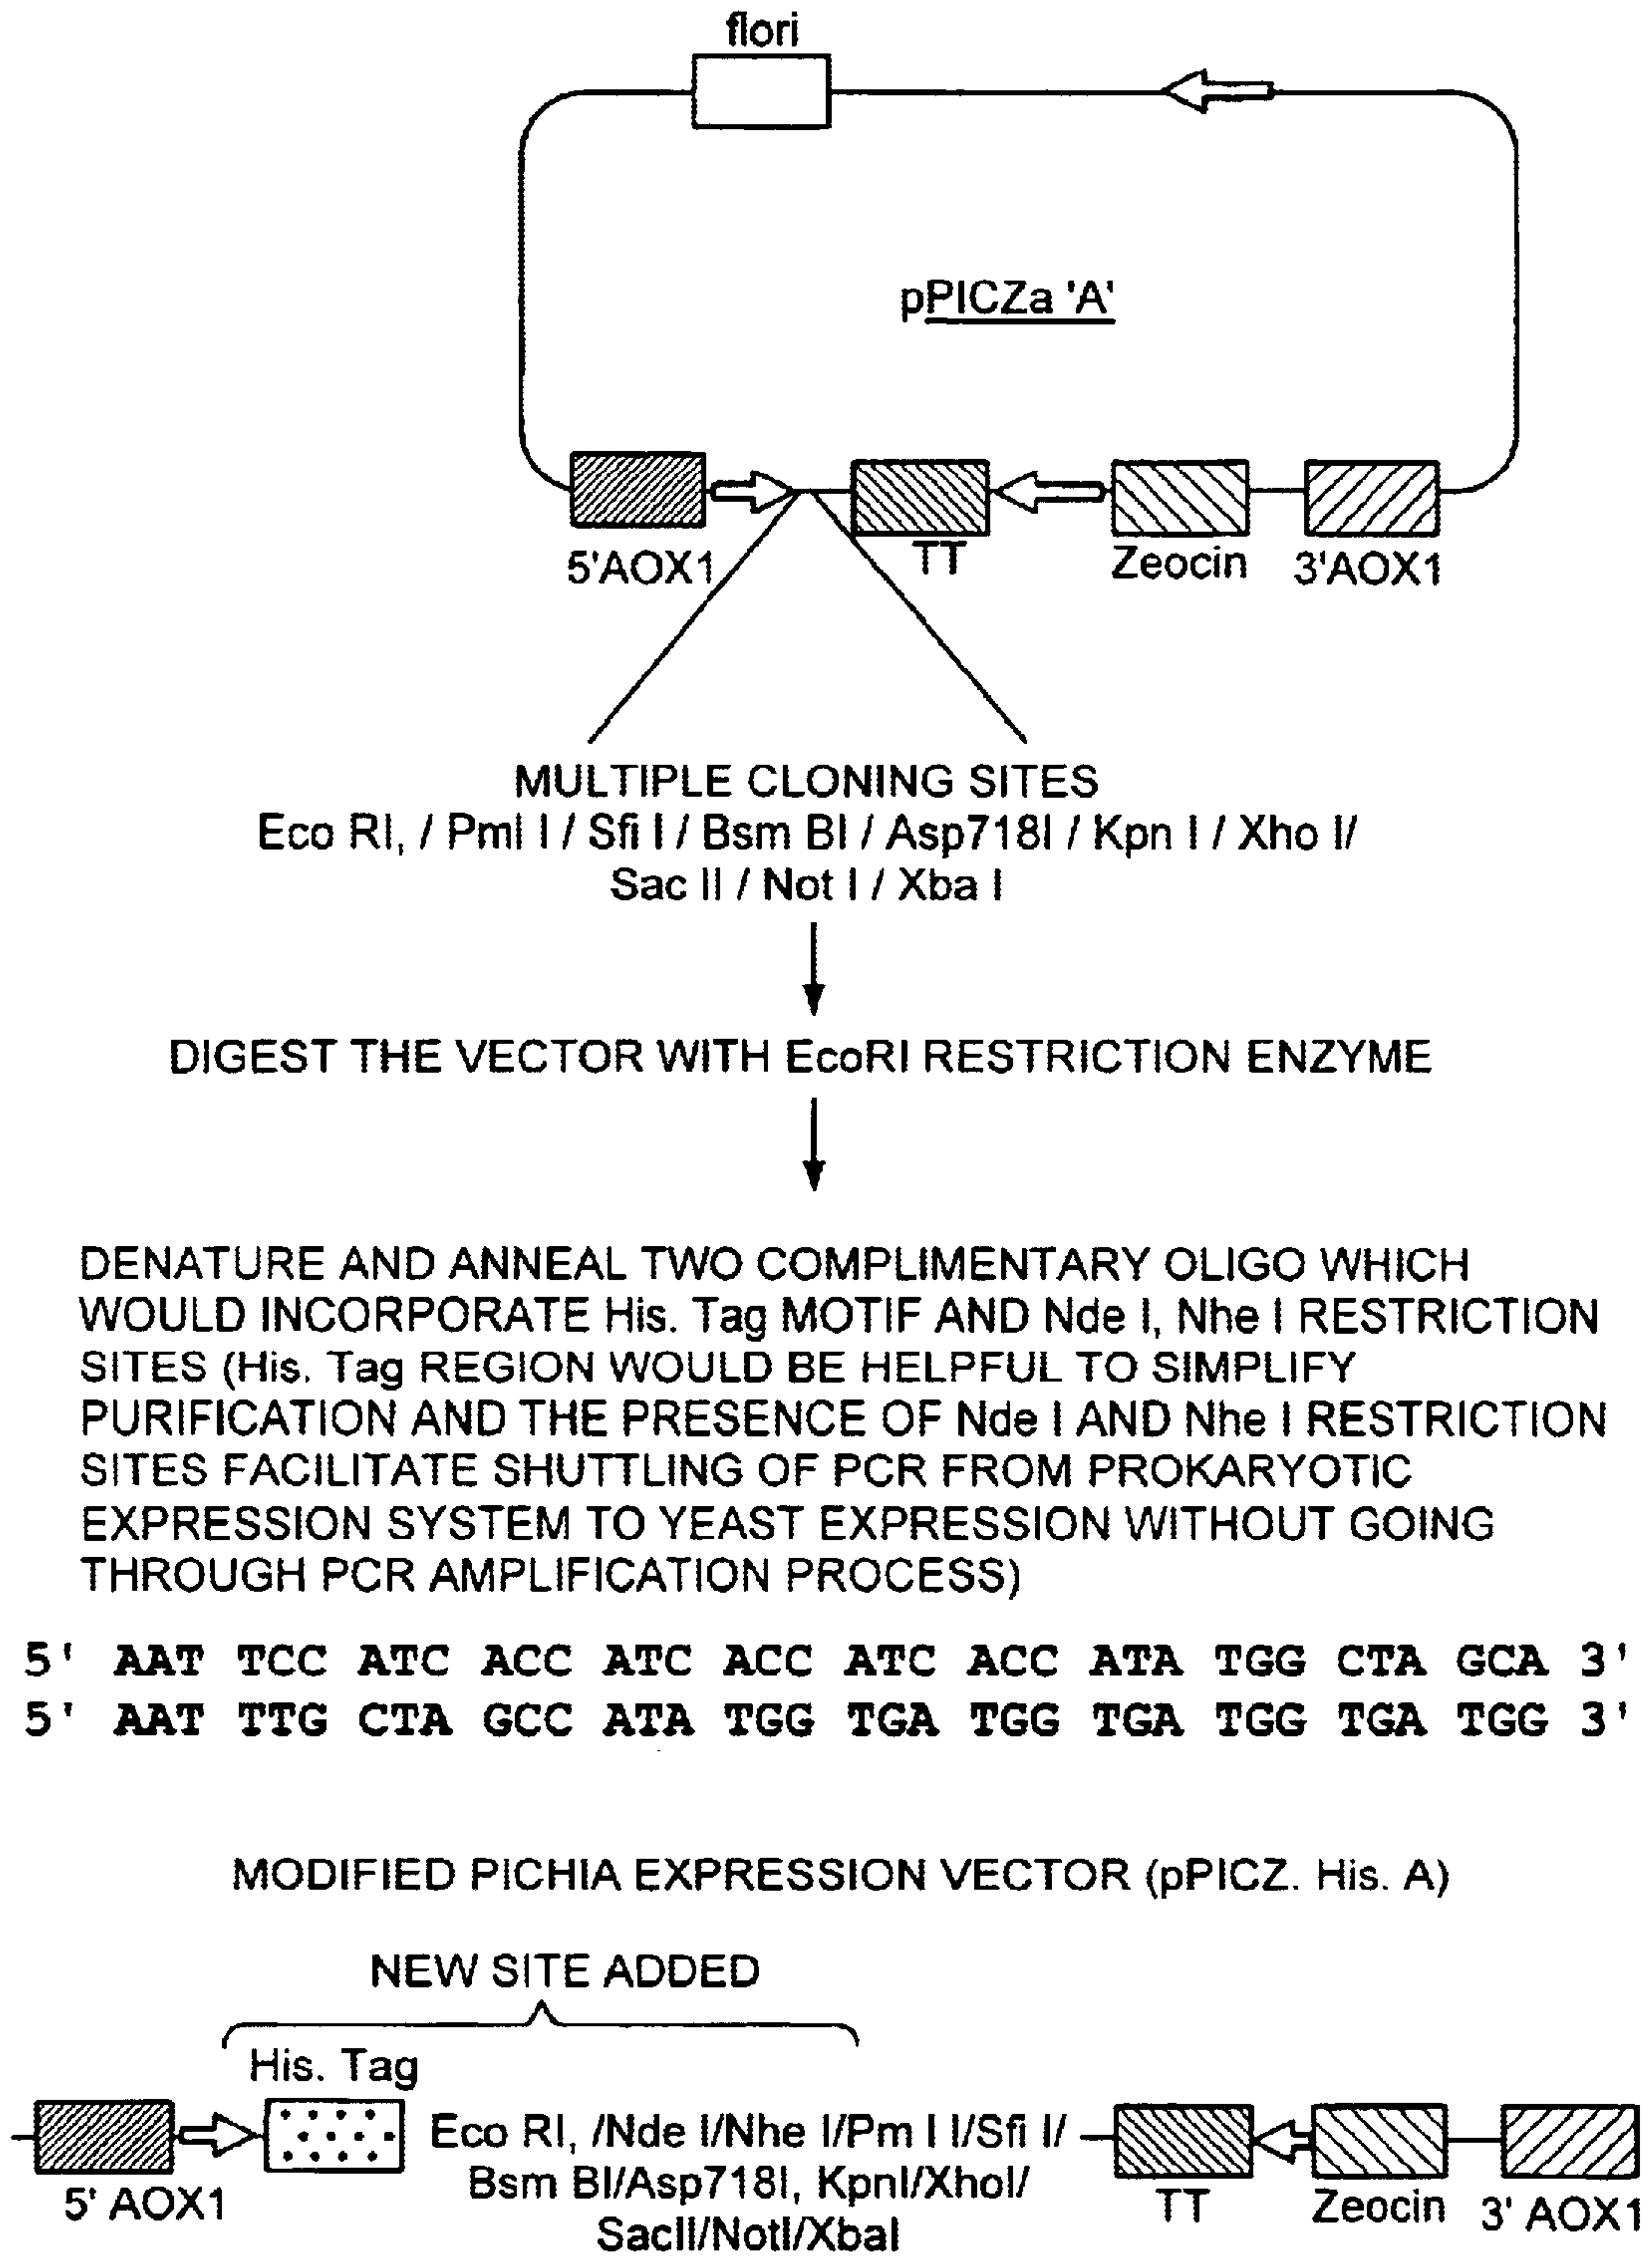 flori
pPICZa 'A'
5'AOX1
TT
Zeocin
3'AOX1
MULTIPLE CLONING SITES
Eco RI, / Pml I / Sfi I / Bsm BI / Asp718I / Kpn I / Xho I/
Sac II / Not I / Xba I
DIGEST THE VECTOR WITH EcoRI RESTRICTION ENZYME
DENATURE AND ANNEAL TWO COMPLIMENTARY OLIGO WHICH
WOULD INCORPORATE His. Tag MOTIF AND Nde I, Nhe I RESTRICTION
SITES (His. Tag REGION WOULD BE HELPFUL TO SIMPLIFY
PURIFICATION AND THE PRESENCE OF Nde I AND Nhe I RESTRICTION
SITES FACILITATE SHUTTLING OF PCR FROM PROKARYOTIC
EXPRESSION SYSTEM TO YEAST EXPRESSION WITHOUT GOING
THROUGH PCR AMPLIFICATION PROCESS)
5' AAT TCC ATC ACC ATC ACC ATC ACC ATA TGG CTA GCA 3'
5' AAT TTG CTA GCC ATA TGG TGA TGG TGA TGG TGA TGG 3'
MODIFIED PICHIA EXPRESSION VECTOR (pPICZ. His. A)
NEW SITE ADDED
His. Tag
Eco RI, /Nde I/Nhe I/Pm I I/Sfi I/
Bsm BI/Asp718I, KpnI/XhoI/
SacII/NotI/XbaI
5' AOX1
TT
Zeocin
3' AOX1